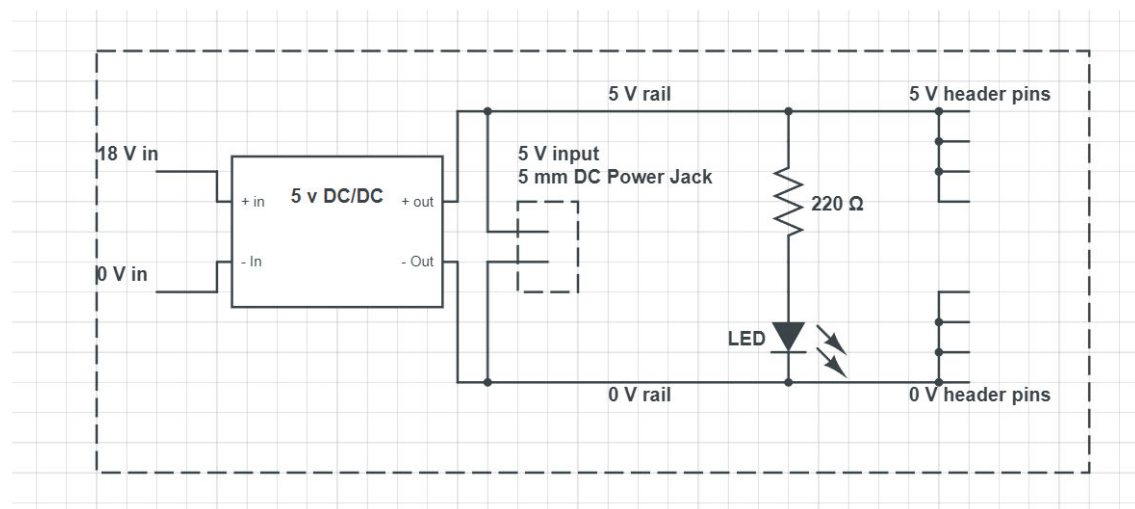 5 V rail
5 V header pins
18 V in
5 V input
5 mm DC Power Jack
5 v DC/DC
+ in
+ out
220 Ω
- In
- Out
0 V in
LED
0 V rail
0 V header pins